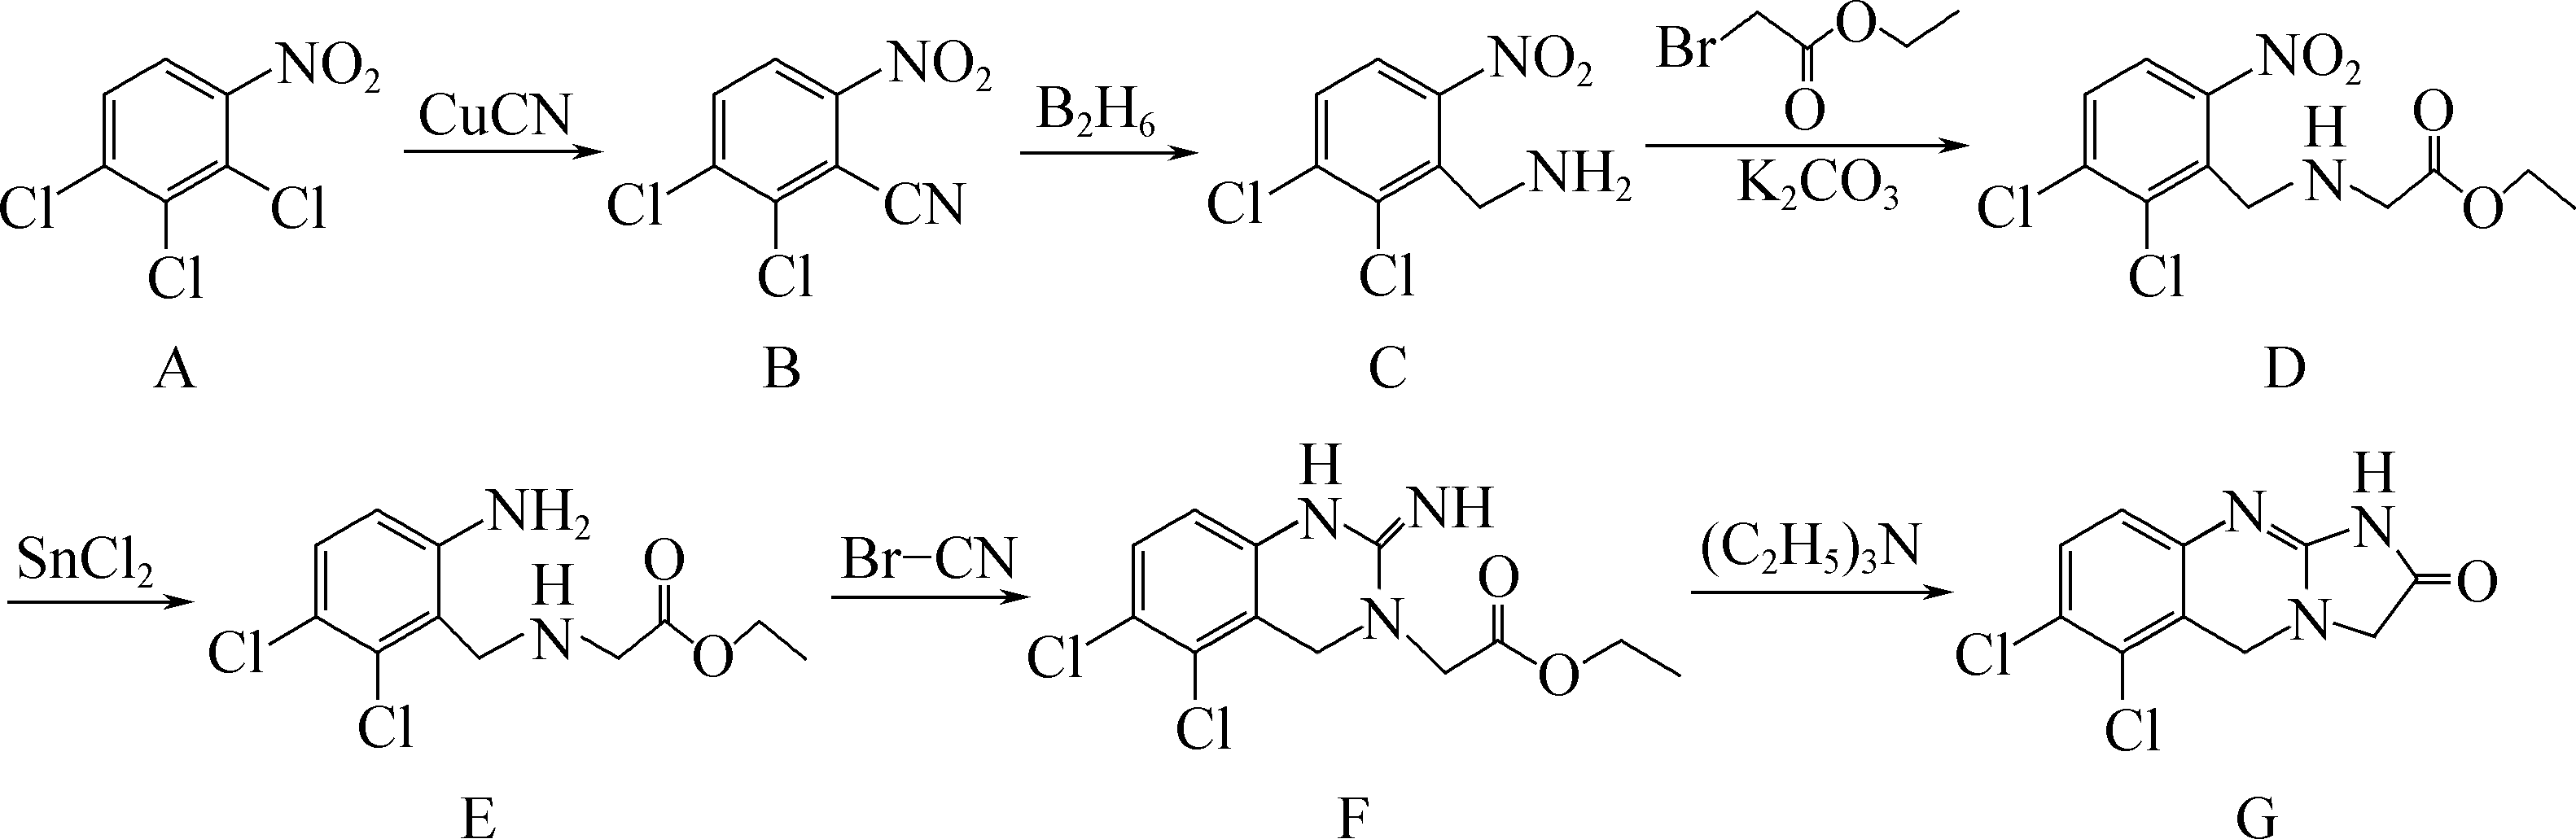 NO₂
Cl
Cl
Cl
A
CuCN
NO₂
Cl
CN
Cl
B
B₂H₆
NO₂
Cl
NH₂
Cl
C
Br
O
O
K₂CO₃
NO₂
H
N
O
O
Cl
Cl
D
SnCl₂
NH₂
H
N
O
O
Cl
Cl
E
Br–CN
H
N
NH
N
O
O
Cl
Cl
F
(C₂H₅)₃N
H
N
N
N
O
Cl
Cl
G